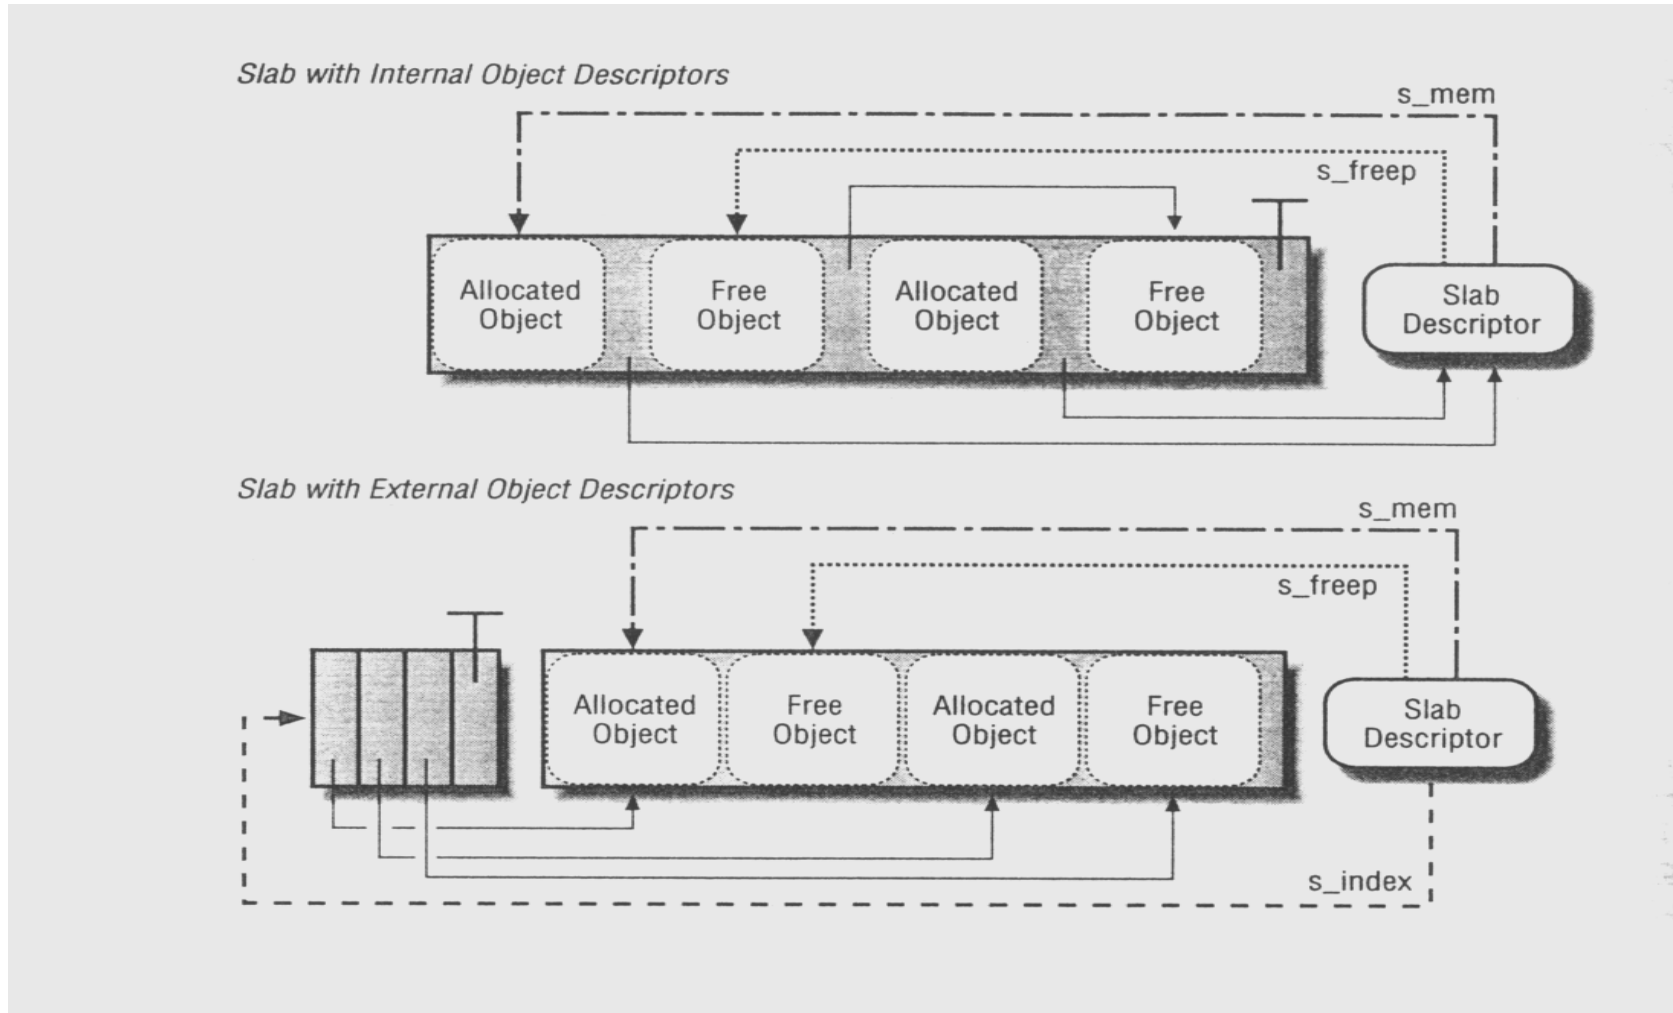 Slab with Internal Object Descriptors
s_mem
s_freep
Allocated
Object
Free
Object
Allocated
Object
Free
Object
Slab
Descriptor
Slab with External Object Descriptors
s_mem
s_freep
Allocated
Object
Free
Object
Allocated
Object
Free
Object
Slab
Descriptor
s_index